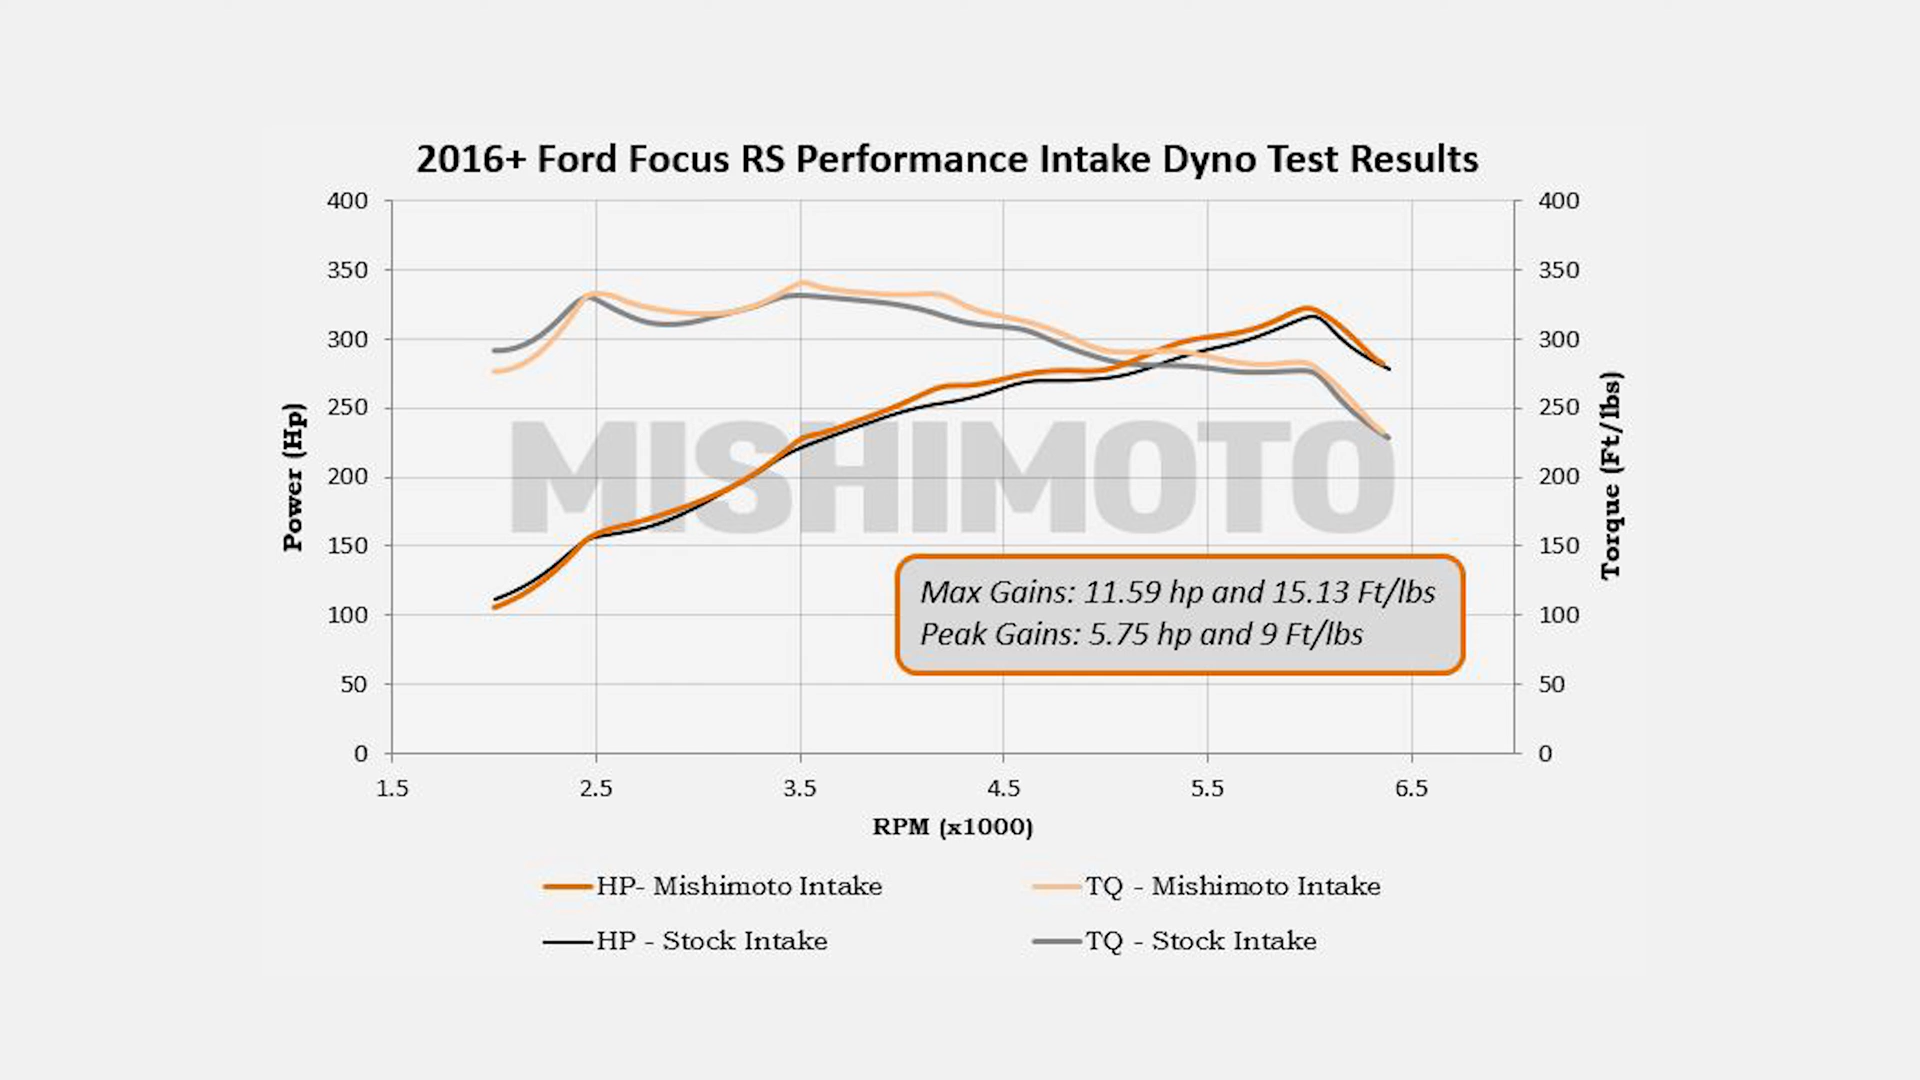 2016+ Ford Focus RS Performance Intake Dyno Test Results
400
350
300
250
200
150
100
50
0
400
350
300
250
200
150
100
50
0
Power (Hp)
Torque (Ft/lbs)
MISHIMOTO
Max Gains: 11.59 hp and 15.13 Ft/lbs
Peak Gains: 5.75 hp and 9 Ft/lbs
1.5 2.5 3.5 4.5 5.5 6.5
RPM (x1000)
HP- Mishimoto Intake TQ - Mishimoto Intake
HP - Stock Intake TQ - Stock Intake